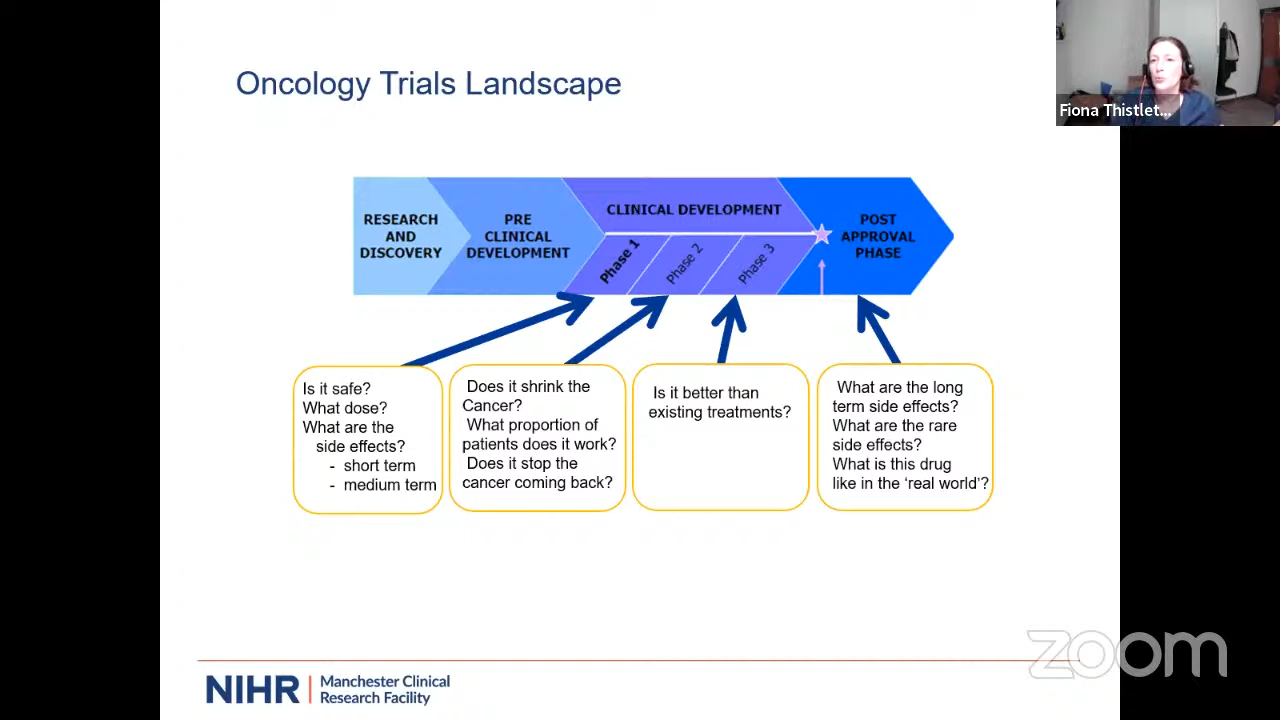 Oncology Trials Landscape
Fiona Thistlet...
RESEARCH
AND
DISCOVERY
PRE
CLINICAL
DEVELOPMENT
CLINICAL DEVELOPMENT
Phase 1
Phase 2
Phase 3
POST
APPROVAL
PHASE
Is it safe?
What dose?
What are the
side effects?
- short term
- medium term
Does it shrink the
Cancer?
What proportion of
patients does it work?
Does it stop the
cancer coming back?
Is it better than
existing treatments?
What are the long
term side effects?
What are the rare
side effects?
What is this drug
like in the ‘real world’?
NIHR
Manchester Clinical
Research Facility
zoom